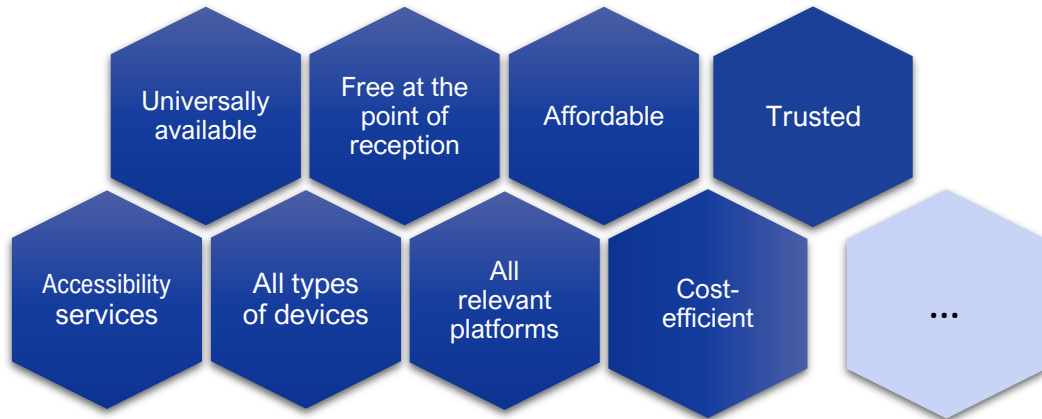 Universally
available
Free at the
point of
reception
Affordable
Trusted
Accessibility
services
All types
of devices
All
relevant
platforms
Cost-
efficient
...